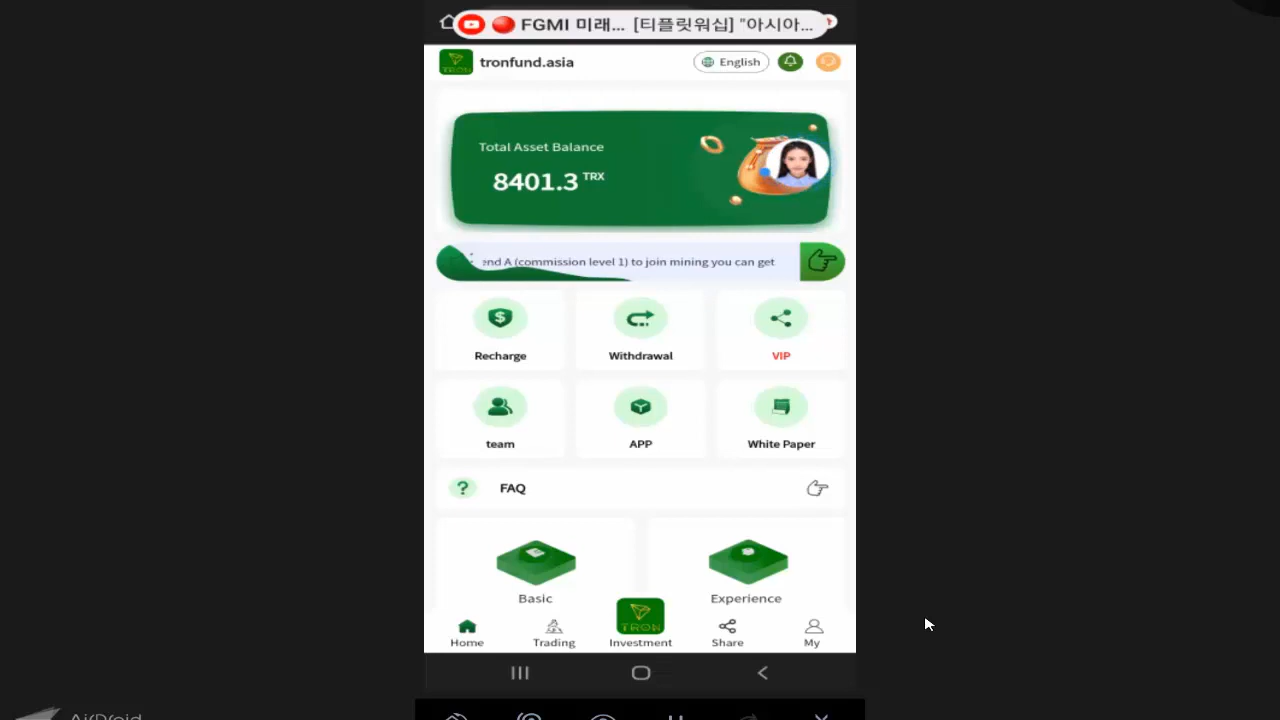 FGMI 미래... [티플릿워십] "아시아...
tronfund.asia
English
TRON
Total Asset Balance
8401.3 TRX
end A (commission level 1) to join mining you can get
Recharge
Withdrawal
VIP
team
APP
White Paper
FAQ
Basic
Experience
TRON
Home
Trading
Investment
Share
My
AirDroid